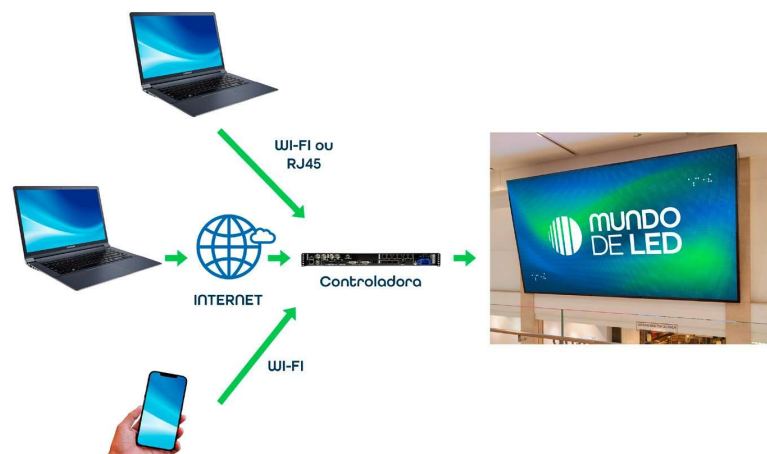 WI-FI ou
RJ45
INTERNET
Controladora
MUNDO
DE LED
WI-FI